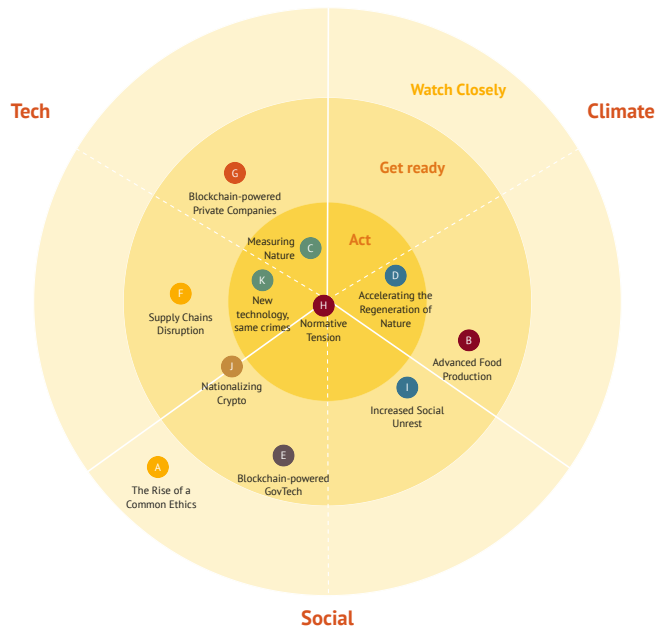 Watch Closely
Tech
Climate
Get ready
G
Blockchain-powered
Private Companies
Act
Measuring
Nature
C
D
Accelerating the
Regeneration of
Nature
K
New
technology,
same crimes
F
Supply Chains
Disruption
H
Normative
Tension
B
Advanced Food
Production
J
Nationalizing
Crypto
I
Increased Social
Unrest
E
Blockchain-powered
GovTech
A
The Rise of a
Common Ethics
Social